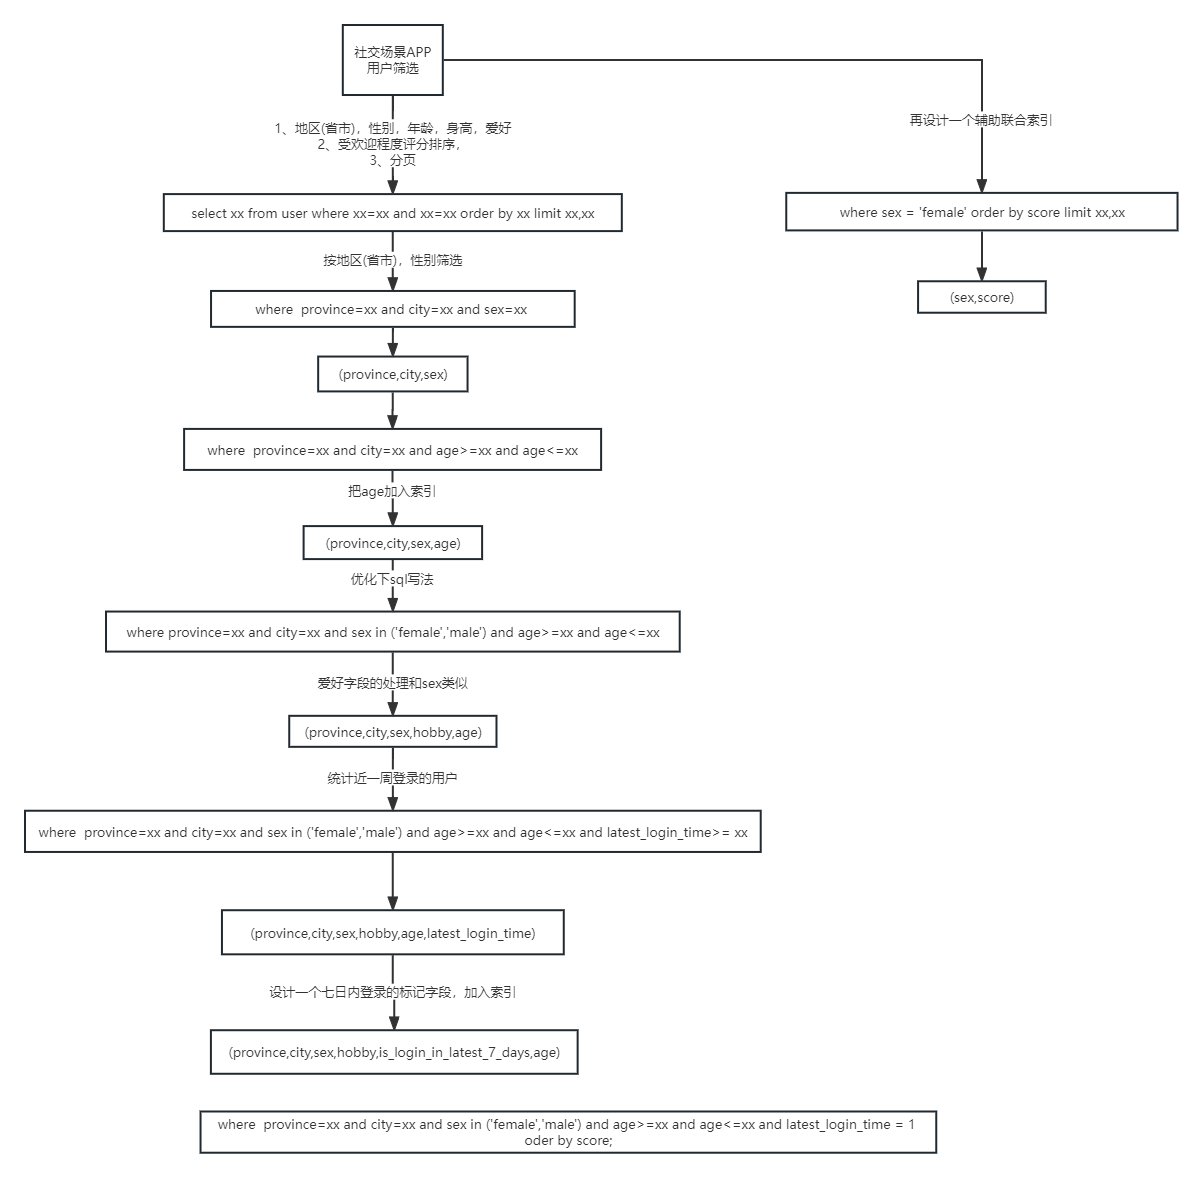 社交场景APP
用户筛选
1、地区(省市)，性别，年龄，身高，爱好
2、受欢迎程度评分排序，
3、分页
select xx from user where xx=xx and xx=xx order by xx limit xx,xx
按地区(省市)，性别筛选
where  province=xx and city=xx and sex=xx
(province,city,sex)
where  province=xx and city=xx and age>=xx and age<=xx
把age加入索引
(province,city,sex,age)
优化下sql写法
where province=xx and city=xx and sex in ('female','male') and age>=xx and age<=xx
爱好字段的处理和sex类似
(province,city,sex,hobby,age)
统计近一周登录的用户
where  province=xx and city=xx and sex in ('female','male') and age>=xx and age<=xx and latest_login_time>= xx
(province,city,sex,hobby,age,latest_login_time)
设计一个七日内登录的标记字段，加入索引
(province,city,sex,hobby,is_login_in_latest_7_days,age)
where  province=xx and city=xx and sex in ('female','male') and age>=xx and age<=xx and latest_login_time = 1
oder by score;
再设计一个辅助联合索引
where sex = 'female' order by score limit xx,xx
(sex,score)